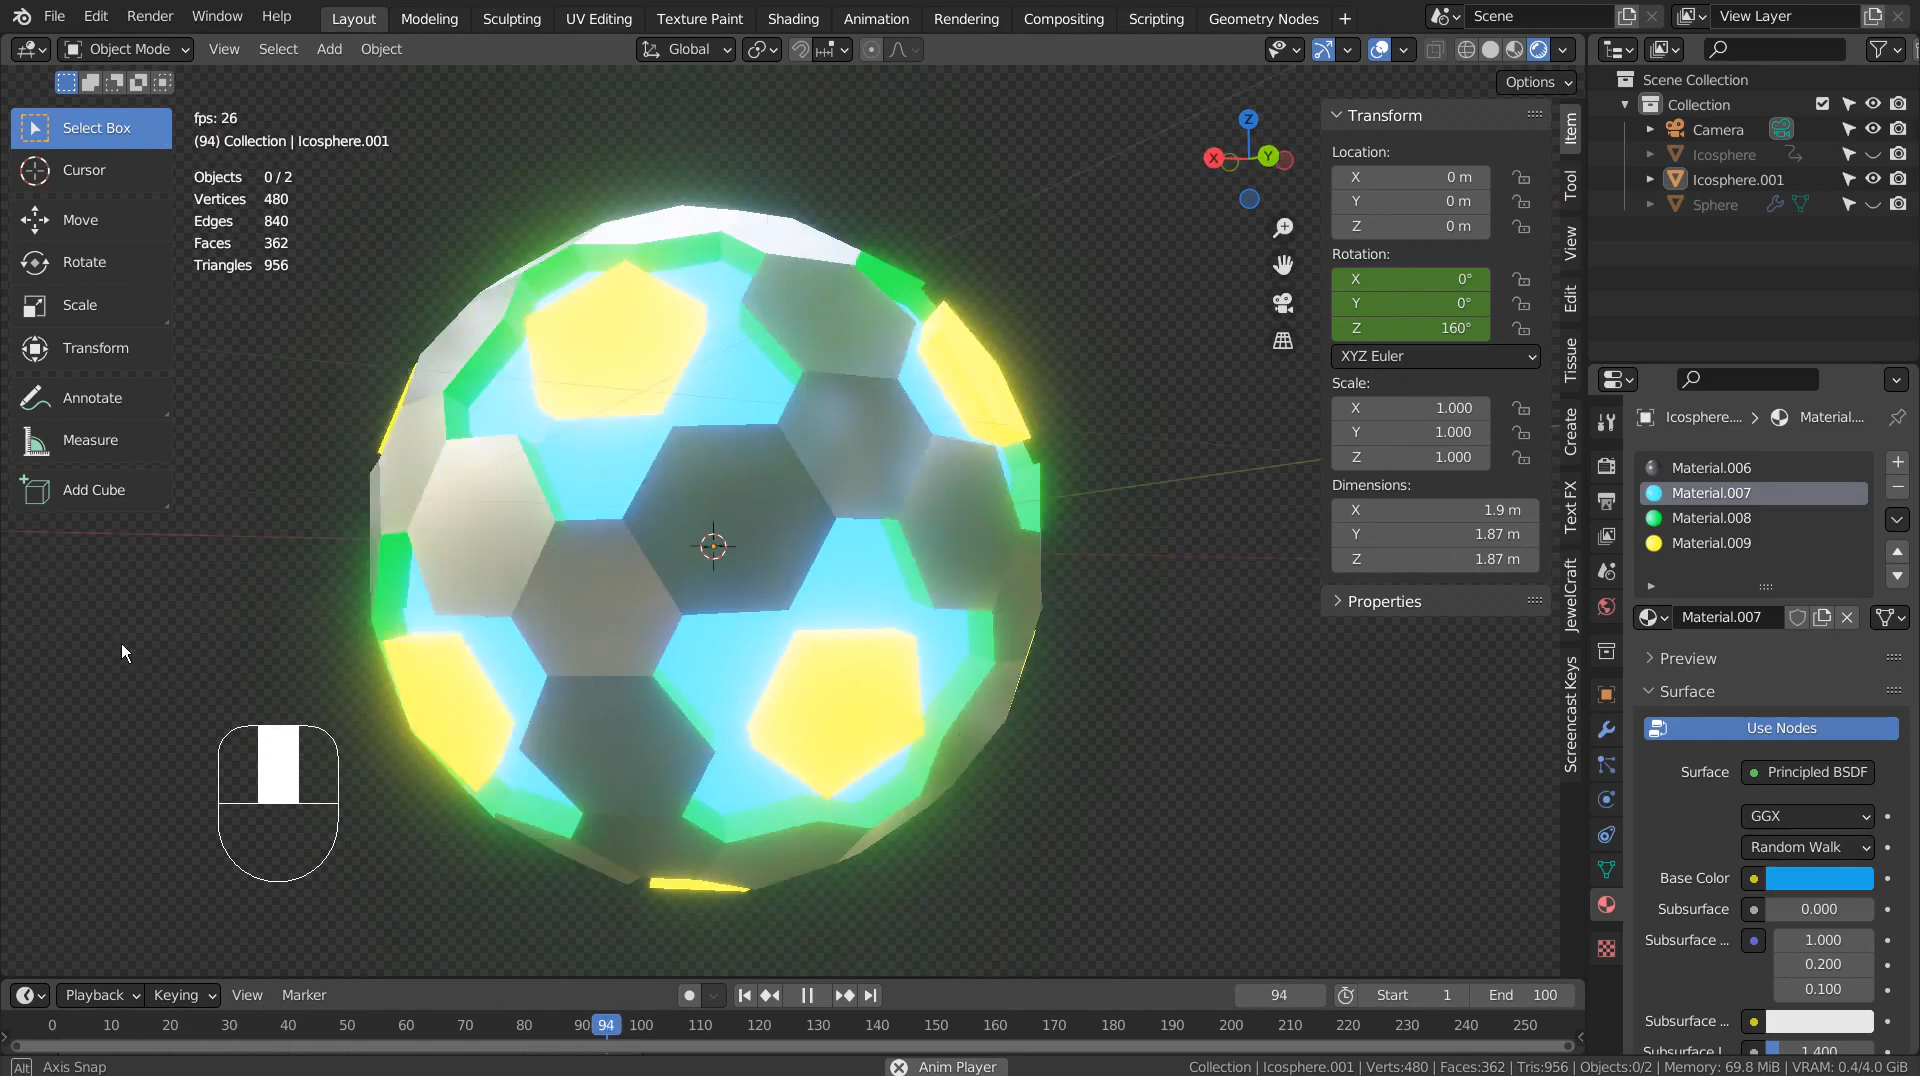 File Edit Render Window Help Layout Modeling Sculpting UV Editing Texture Paint Shading Animation Rendering Compositing Scripting Geometry Nodes + Scene View Layer
Object Mode View Select Add Object Global
Options
Select Box
Cursor
Move
Rotate
Scale
Transform
Annotate
Measure
Add Cube
fps: 26
(94) Collection | Icosphere.001
Objects 0 / 2
Vertices 480
Edges 840
Faces 362
Triangles 956
Z
X
Y
Transform
Location:
X 0 m
Y 0 m
Z 0 m
Rotation:
X 0°
Y 0°
Z 160°
XYZ Euler
Scale:
X 1.000
Y 1.000
Z 1.000
Dimensions:
X 1.9 m
Y 1.87 m
Z 1.87 m
Properties
Item
Tool
View
Edit
Tissue
Create
Text FX
JewelCraft
Screencast Keys
Scene Collection
Collection
Camera
Icosphere
Icosphere.001
Sphere
Icosphere.... > Material....
Material.006
Material.007
Material.008
Material.009
Material.007
Preview
Surface
Use Nodes
Surface Principled BSDF
GGX
Random Walk
Base Color
Subsurface 0.000
Subsurface ... 1.000
0.200
0.100
Subsurface ...
Subsurface I... 1.400
Playback Keying View Marker 94 Start 1 End 100
0 10 20 30 40 50 60 70 80 90 94 100 110 120 130 140 150 160 170 180 190 200 210 220 230 240 250
Alt Axis Snap Anim Player Collection | Icosphere.001 | Verts:480 | Faces:362 | Tris:956 | Objects:0/2 | Memory: 69.8 MiB | VRAM: 0.4/4.0 GiB